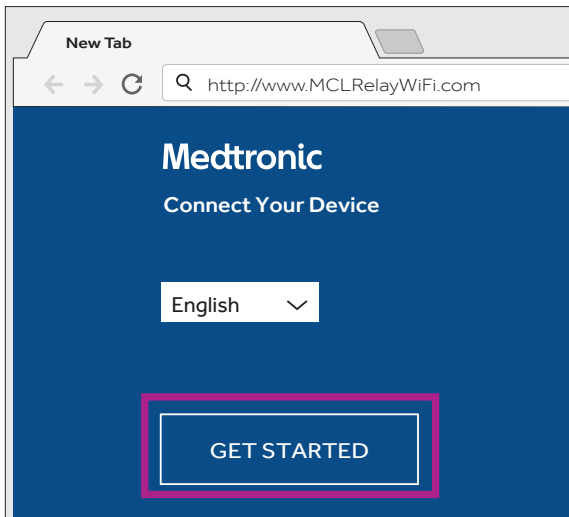 New Tab
http://www.MCLRelayWiFi.com
Medtronic
Connect Your Device
English
GET STARTED